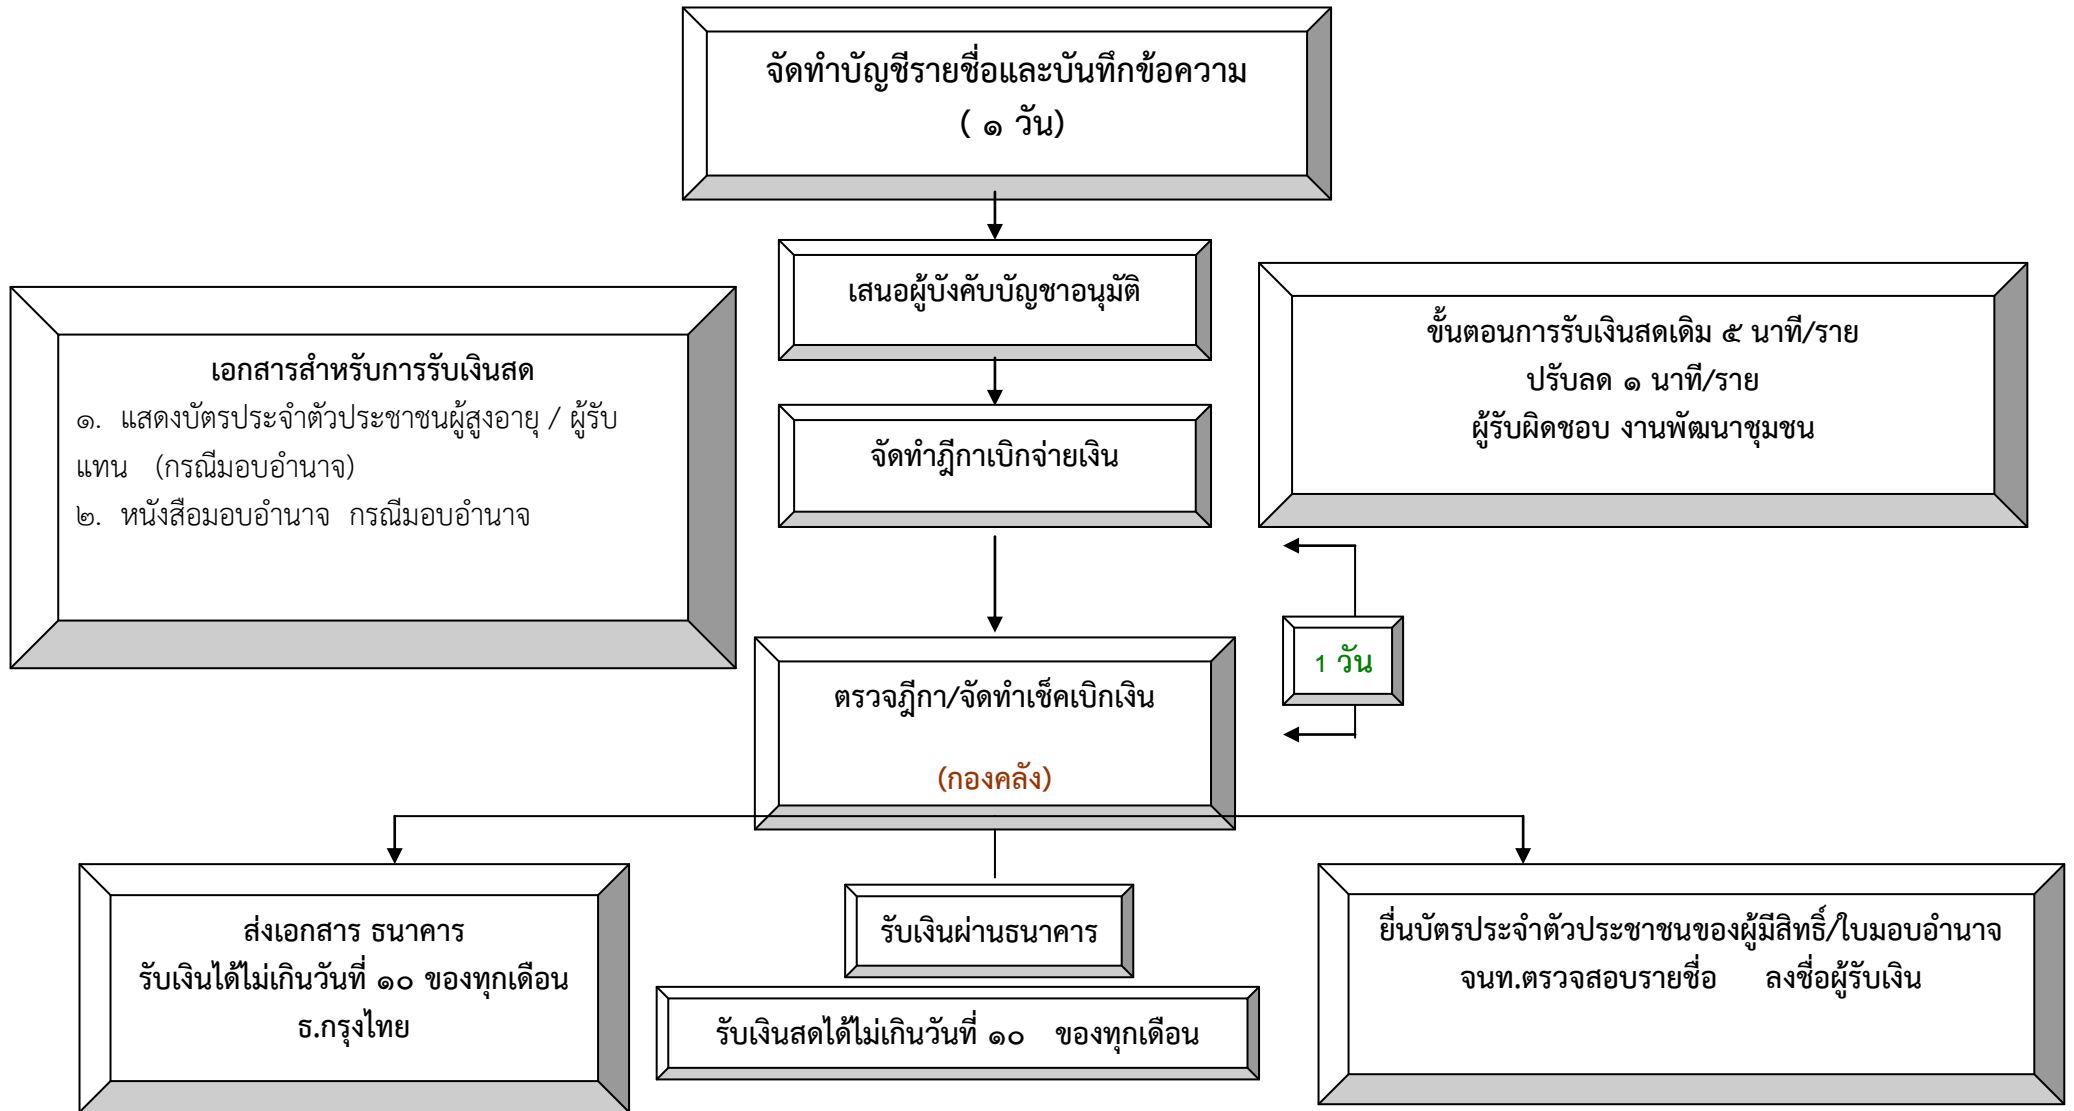 จัดทำบัญชีรายชื่อและบันทึกข้อความ
( ๑ วัน)
เสนอผู้บังคับบัญชาอนุมัติ
เอกสารสำหรับการรับเงินสด
๑. แสดงบัตรประจำตัวประชาชนผู้สูงอายุ / ผู้รับ
แทน (กรณีมอบอำนาจ)
๒. หนังสือมอบอำนาจ กรณีมอบอำนาจ
ขั้นตอนการรับเงินสดเดิม ๕ นาที/ราย
ปรับลด ๑ นาที/ราย
ผู้รับผิดชอบ งานพัฒนาชุมชน
จัดทำฎีกาเบิกจ่ายเงิน
1 วัน
ตรวจฎีกา/จัดทำเช็คเบิกเงิน
(กองคลัง)
ส่งเอกสาร ธนาคาร
รับเงินได้ไม่เกินวันที่ ๑๐ ของทุกเดือน
ธ.กรุงไทย
รับเงินผ่านธนาคาร
รับเงินสดได้ไม่เกินวันที่ ๑๐ ของทุกเดือน
ยื่นบัตรประจำตัวประชาชนของผู้มีสิทธิ์/ใบมอบอำนาจ
จนท.ตรวจสอบรายชื่อ ลงชื่อผู้รับเงิน